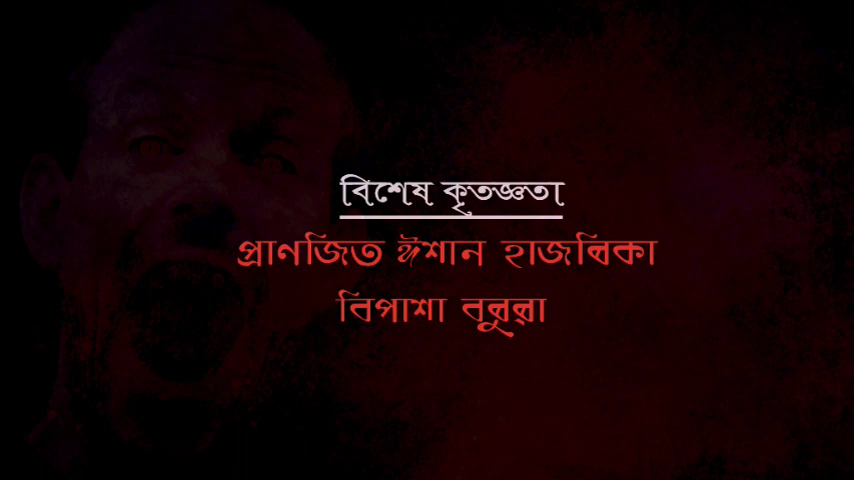 বিশেষ কৃতজ্ঞতা
প্ৰাণজিত ঈশান হাজৰিকা
বিপাশা বৰুৱা